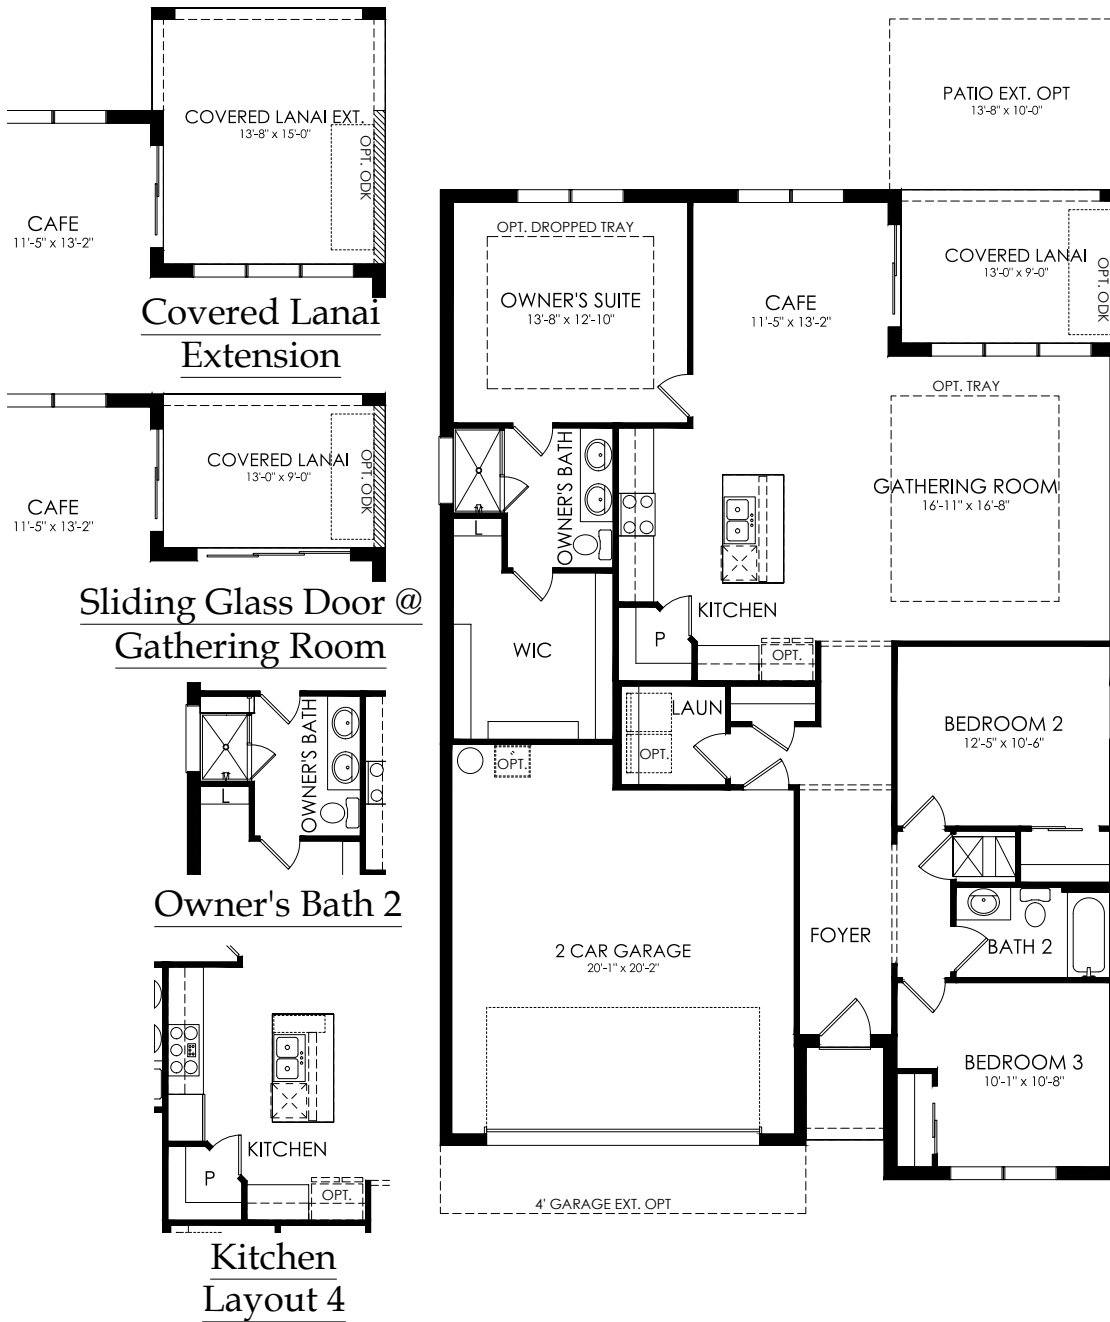 COVERED LANAI EXT.
13'-8" x 15'-0"
OPT. ODK
CAFE
11'-5" x 13'-2"
Covered Lanai
Extension
COVERED LANAI
13'-0" x 9'-0"
OPT. ODK
CAFE
11'-5" x 13'-2"
Sliding Glass Door @
Gathering Room
OWNER'S BATH
L
Owner's Bath 2
KITCHEN
P
OPT.
Kitchen
Layout 4
PATIO EXT. OPT
13'-8" x 10'-0"
OPT. DROPPED TRAY
OWNER'S SUITE
13'-8" x 12'-10"
CAFE
11'-5" x 13'-2"
COVERED LANAI
13'-0" x 9'-0"
OPT. ODK
OPT. TRAY
GATHERING ROOM
16'-11" x 16'-8"
OWNER'S BATH
L
KITCHEN
P
OPT.
WIC
LAUN
OPT.
OPT.
BEDROOM 2
12'-5" x 10'-6"
2 CAR GARAGE
20'-1" x 20'-2"
FOYER
BATH 2
BEDROOM 3
10'-1" x 10'-8"
4' GARAGE EXT. OPT